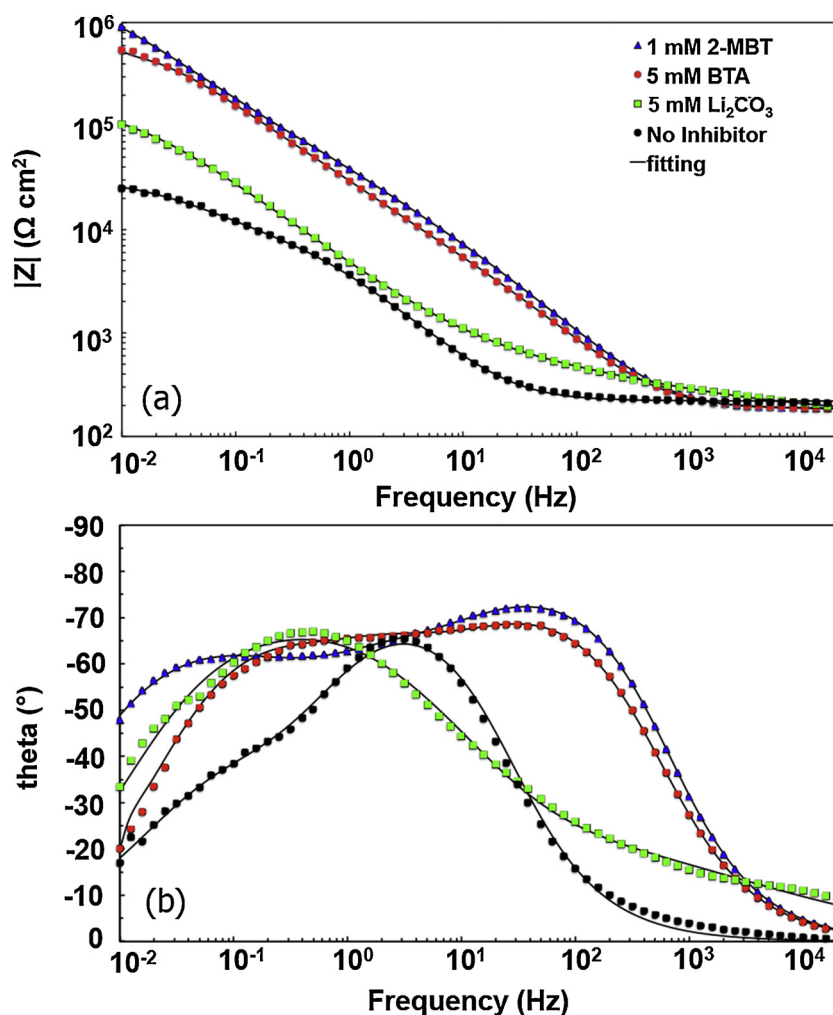 10⁶
10⁵
10⁴
10³
10²
|Z| (Ω cm²)
1 mM 2-MBT
5 mM BTA
5 mM Li₂CO₃
No Inhibitor
fitting
(a)
10⁻² 10⁻¹ 10⁰ 10¹ 10² 10³ 10⁴
Frequency (Hz)
-90
-80
-70
-60
-50
-40
-30
-20
-10
0
theta (°)
(b)
10⁻² 10⁻¹ 10⁰ 10¹ 10² 10³ 10⁴
Frequency (Hz)